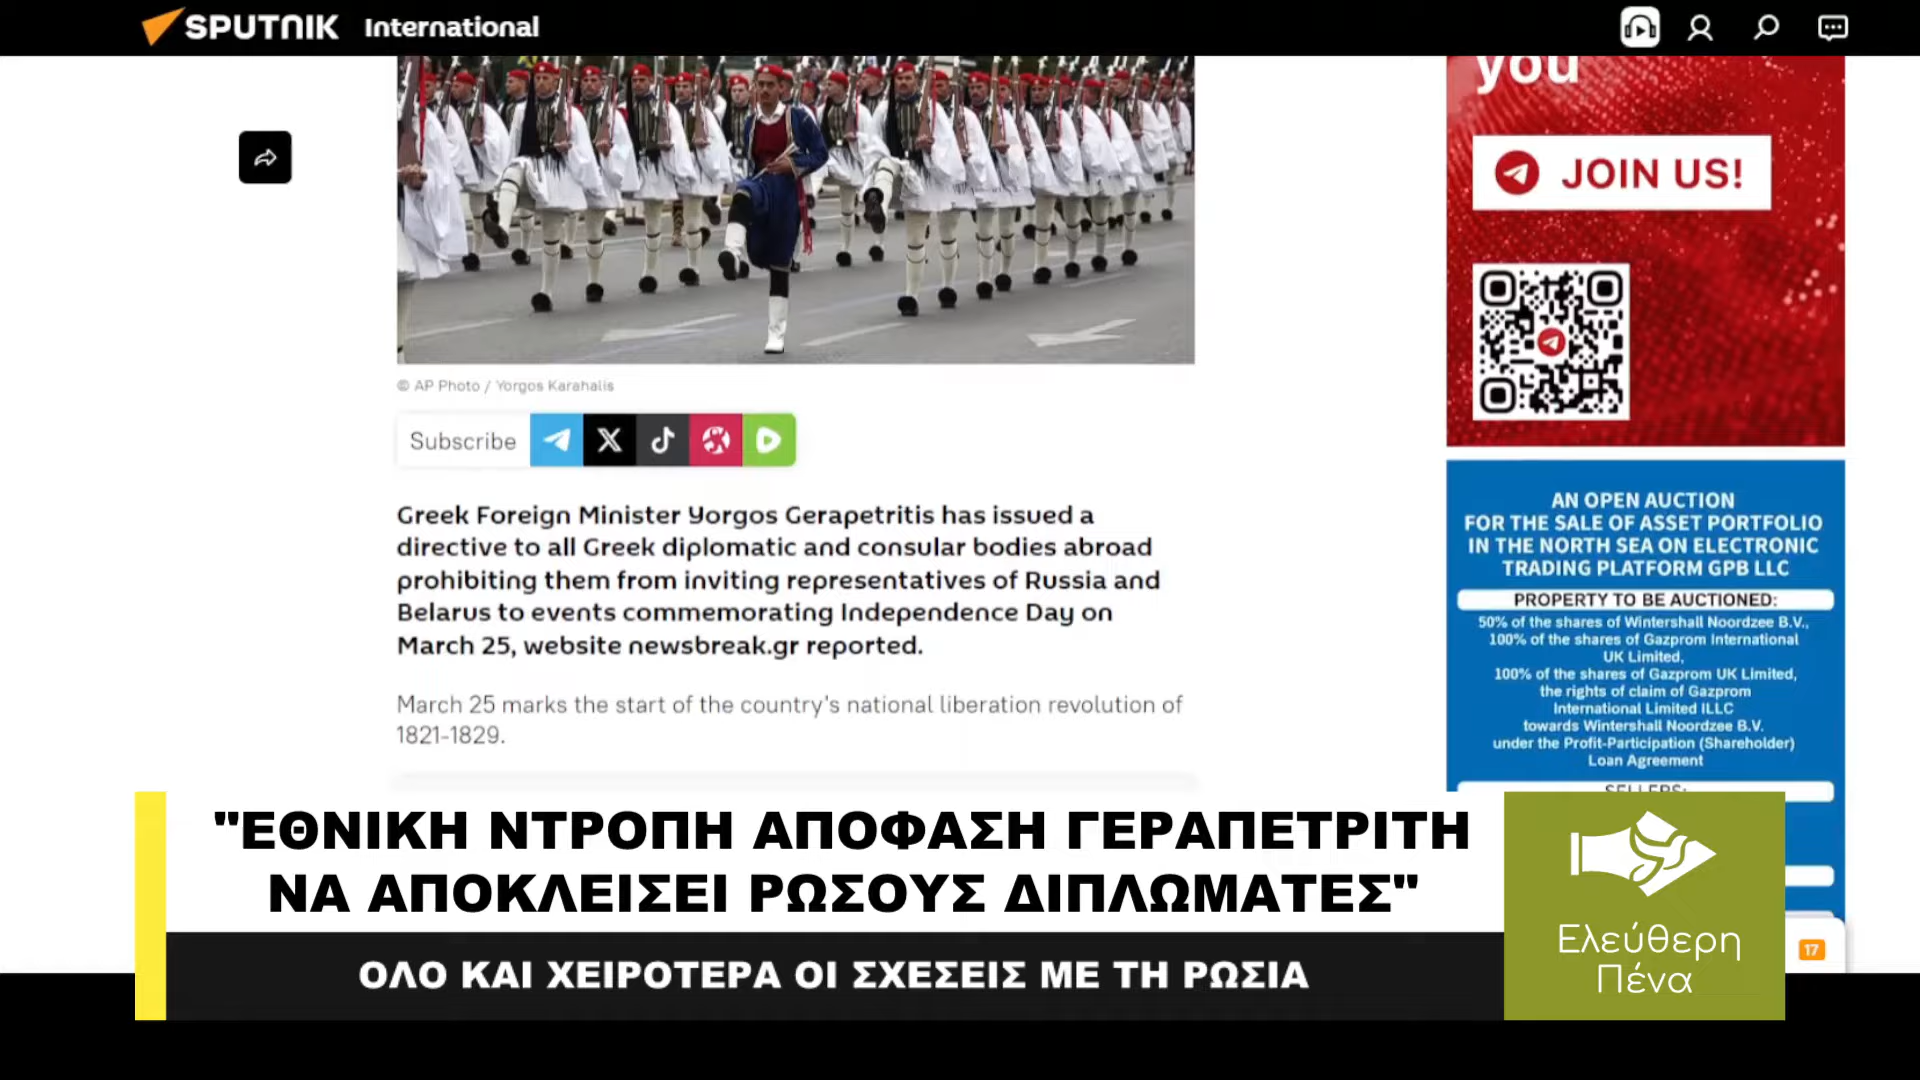 SPUTNIK International
you
JOIN US!
© AP Photo / Yorgos Karahalis
Subscribe
Greek Foreign Minister Yorgos Gerapetritis has issued a
directive to all Greek diplomatic and consular bodies abroad
prohibiting them from inviting representatives of Russia and
Belarus to events commemorating Independence Day on
March 25, website newsbreak.gr reported.
March 25 marks the start of the country's national liberation revolution of
1821-1829.
AN OPEN AUCTION
FOR THE SALE OF ASSET PORTFOLIO
IN THE NORTH SEA ON ELECTRONIC
TRADING PLATFORM GPB LLC
PROPERTY TO BE AUCTIONED:
50% of the shares of Wintershall Noordzee B.V.,
100% of the shares of Gazprom International
UK Limited,
100% of the shares of Gazprom UK Limited,
the rights of claim of Gazprom
International Limited ILLC
towards Wintershall Noordzee B.V.
under the Profit-Participation (Shareholder)
Loan Agreement
SELLERS:
17
"ΕΘΝΙΚΗ ΝΤΡΟΠΗ ΑΠΟΦΑΣΗ ΓΕΡΑΠΕΤΡΙΤΗ
ΝΑ ΑΠΟΚΛΕΙΣΕΙ ΡΩΣΟΥΣ ΔΙΠΛΩΜΑΤΕΣ"
ΟΛΟ ΚΑΙ ΧΕΙΡΟΤΕΡΑ ΟΙ ΣΧΕΣΕΙΣ ΜΕ ΤΗ ΡΩΣΙΑ
Ελεύθερη
Πένα